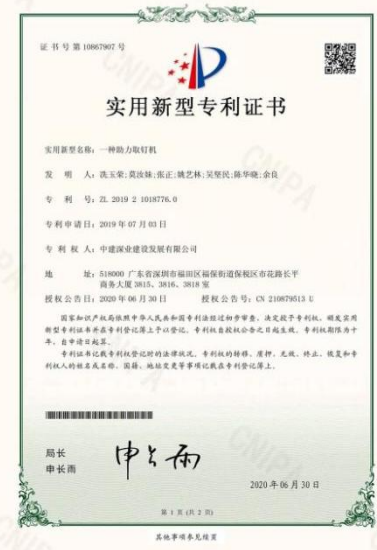 证书号第10867907号
实用新型专利证书
实用新型名称：一种助力取钉机
发明人：冼玉荣;莫汝妹;张正;姚艺林;吴坚民;陈华晓;余良
专利号：ZL 2019 2 1018776.0
专利申请日：2019年07月03日
专利权人：中建深业建设发展有限公司
地址：518000 广东省深圳市福田区福保街道保税区市花路长平
商务大厦3815、3816、3818室
授权公告日：2020年06月30日 授权公告号：CN 210879513 U
国家知识产权局依照中华人民共和国专利法经过初步审查，决定授予专利权，颁发实用
新型专利证书并在专利登记簿上予以登记。专利权自授权公告之日起生效。专利权期限为十
年，自申请日起算。
专利证书记载专利权登记时的法律状况。专利权的转移、质押、无效、终止、恢复和专
利权人的姓名或名称、国籍、地址变更等事项记载在专利登记簿上。
局长
申长雨
申长雨
2020年06月30日
第1页(共2页)
其他事项参见续页
CNIPA
CNIPA
CNIPA